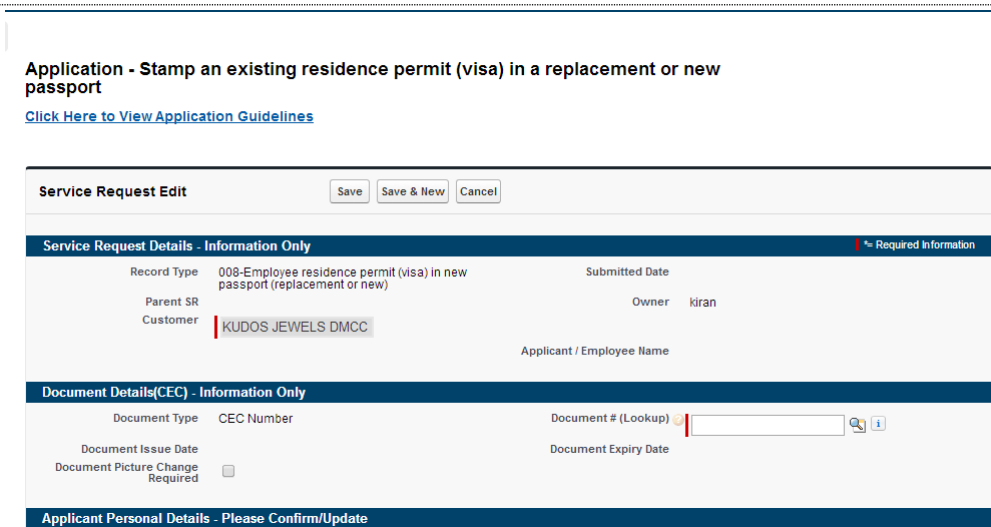 Application - Stamp an existing residence permit (visa) in a replacement or new
passport
Click Here to View Application Guidelines
Service Request Edit Save Save & New Cancel
Service Request Details - Information Only *= Required Information
Record Type 008-Employee residence permit (visa) in new Submitted Date
passport (replacement or new)
Parent SR Owner kiran
Customer KUDOS JEWELS DMCC
Applicant / Employee Name
Document Details(CEC) - Information Only
Document Type CEC Number Document # (Lookup) ? i
Document Issue Date Document Expiry Date
Document Picture Change
Required
Applicant Personal Details - Please Confirm/Update